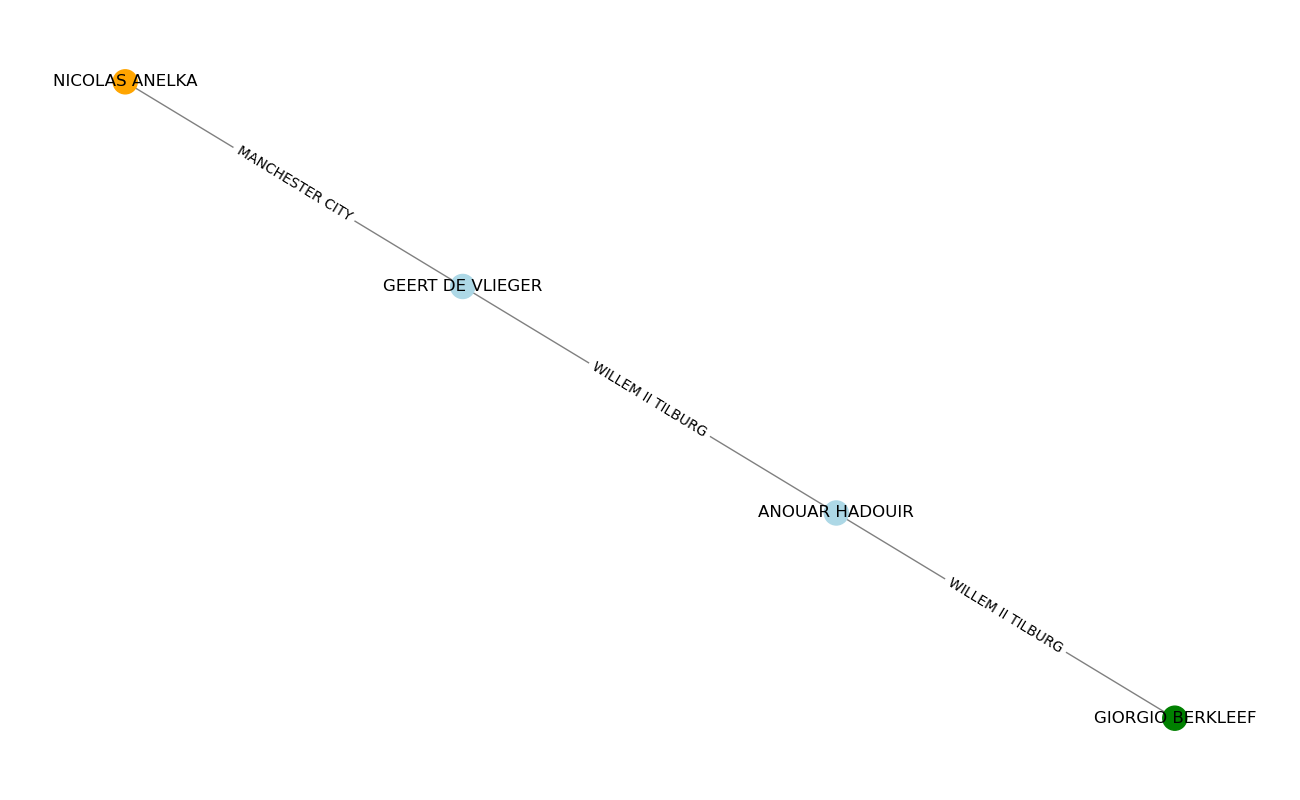 NICOLAS ANELKA
MANCHESTER CITY
GEERT DE VLIEGER
WILLEM II TILBURG
ANOUAR HADOUIR
WILLEM II TILBURG
GIORGIO BERKLEEF